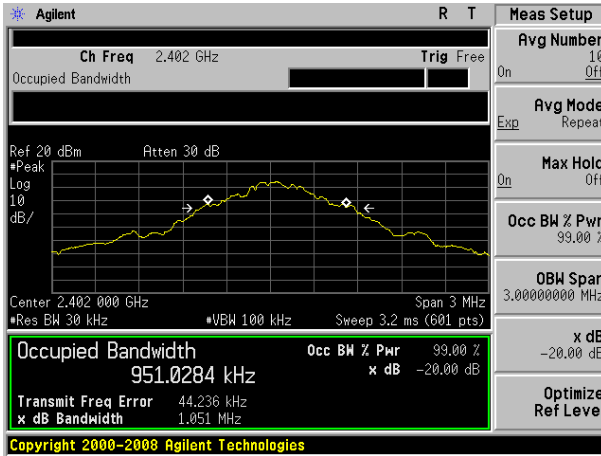 Agilent R T Meas Setup
Ch Freq 2.402 GHz Trig Free
Occupied Bandwidth
Avg Number
10
On Off
Avg Mode
Exp Repeat
Max Hold
On Off
Occ BW % Pwr
99.00 %
OBW Span
3.00000000 MHz
x dB
-20.00 dB
Optimize
Ref Level
Ref 20 dBm Atten 30 dB
#Peak
Log
10
dB/
Center 2.402 000 GHz Span 3 MHz
#Res BW 30 kHz #VBW 100 kHz Sweep 3.2 ms (601 pts)
Occupied Bandwidth Occ BW % Pwr 99.00 %
951.0284 kHz x dB -20.00 dB
Transmit Freq Error 44.236 kHz
x dB Bandwidth 1.051 MHz
Copyright 2000-2008 Agilent Technologies